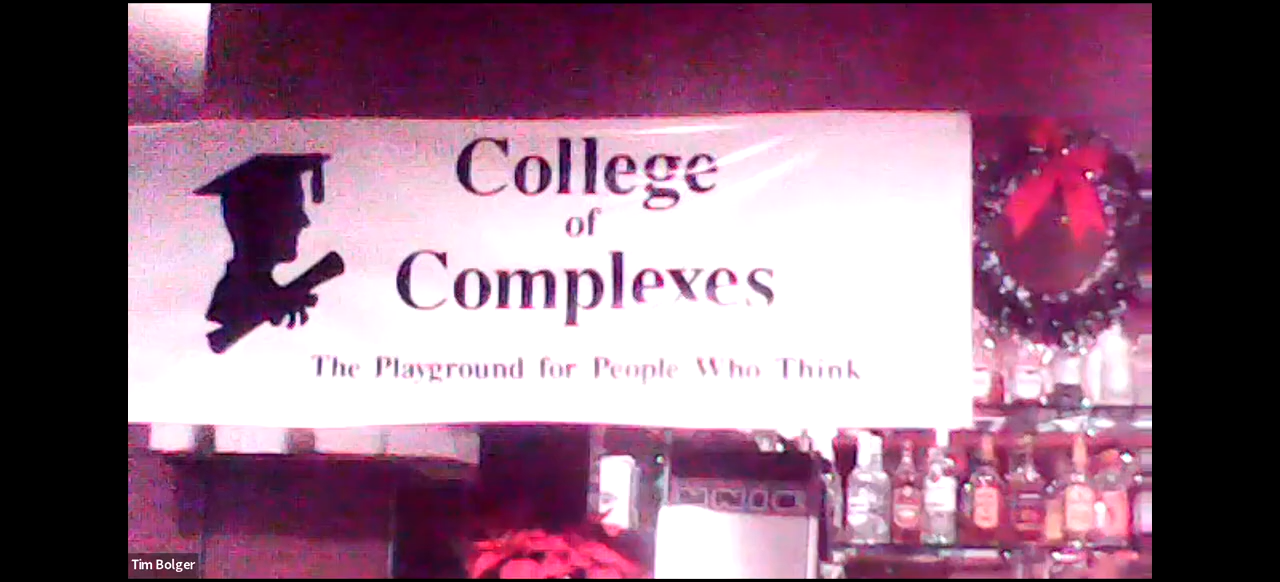 College
of
Complexes
The Playground for People Who Think
Tim Bolger